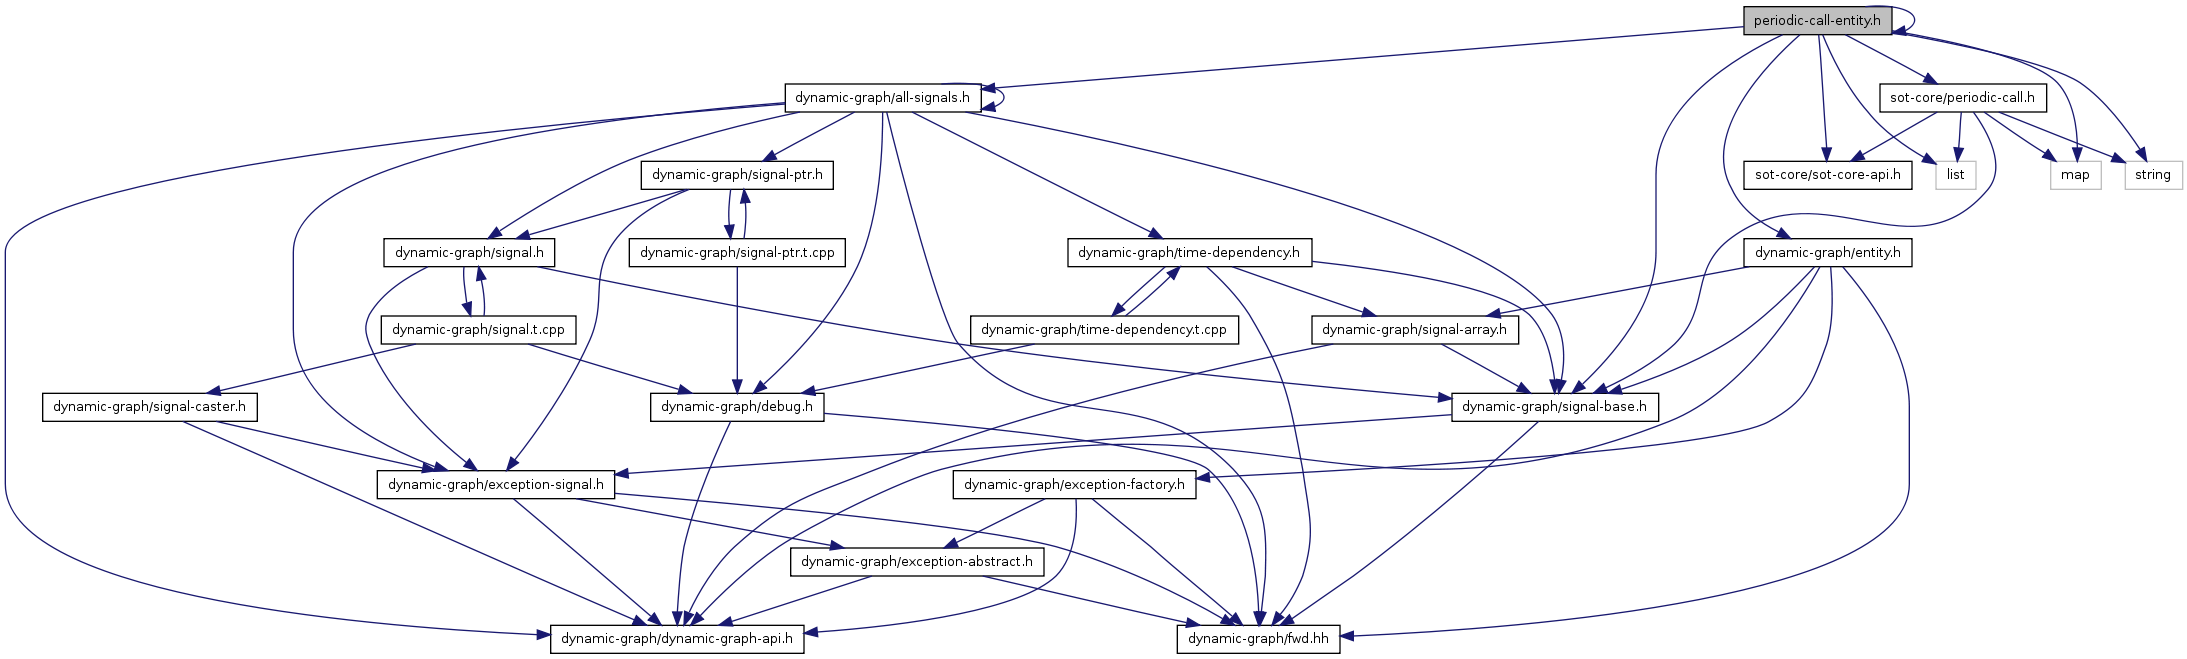 periodic-call-entity.h
dynamic-graph/all-signals.h
sot-core/periodic-call.h
dynamic-graph/signal-ptr.h
sot-core/sot-core-api.h
list
map
string
dynamic-graph/signal.h
dynamic-graph/signal-ptr.t.cpp
dynamic-graph/time-dependency.h
dynamic-graph/entity.h
dynamic-graph/signal.t.cpp
dynamic-graph/time-dependency.t.cpp
dynamic-graph/signal-array.h
dynamic-graph/signal-caster.h
dynamic-graph/debug.h
dynamic-graph/signal-base.h
dynamic-graph/exception-signal.h
dynamic-graph/exception-factory.h
dynamic-graph/exception-abstract.h
dynamic-graph/dynamic-graph-api.h
dynamic-graph/fwd.hh